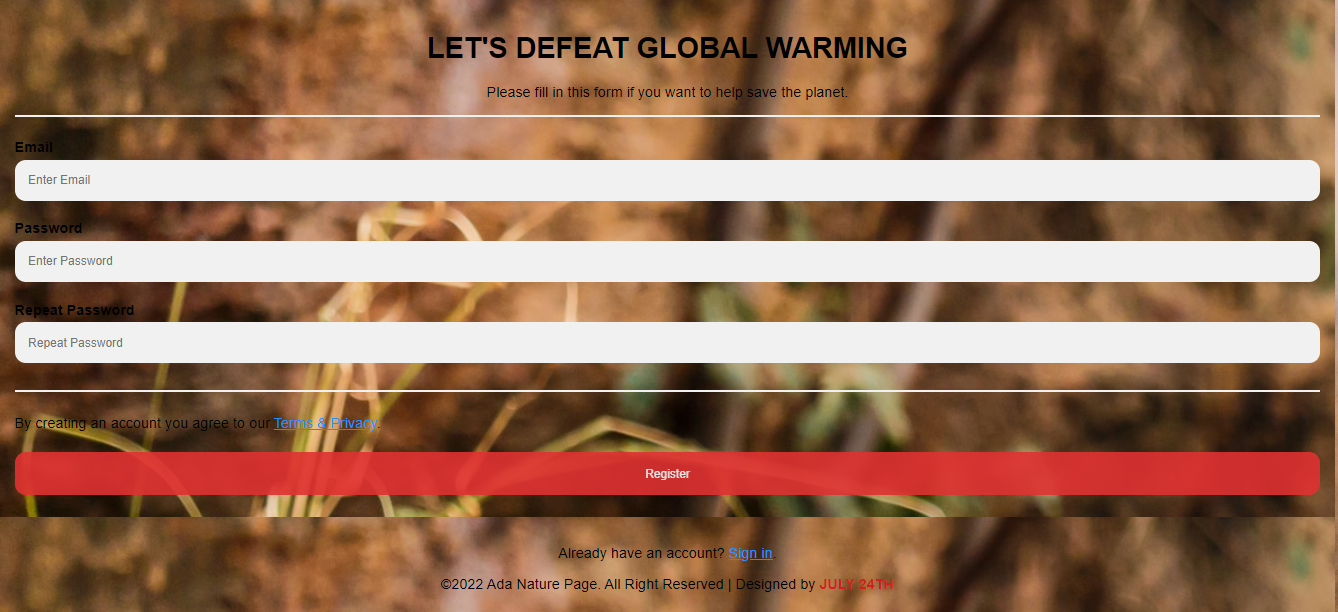 LET'S DEFEAT GLOBAL WARMING
Please fill in this form if you want to help save the planet.
Email
Enter Email
Password
Enter Password
Repeat Password
Repeat Password
By creating an account you agree to our Terms & Privacy.
Register
Already have an account? Sign in.
©2022 Ada Nature Page. All Right Reserved | Designed by JULY 24TH